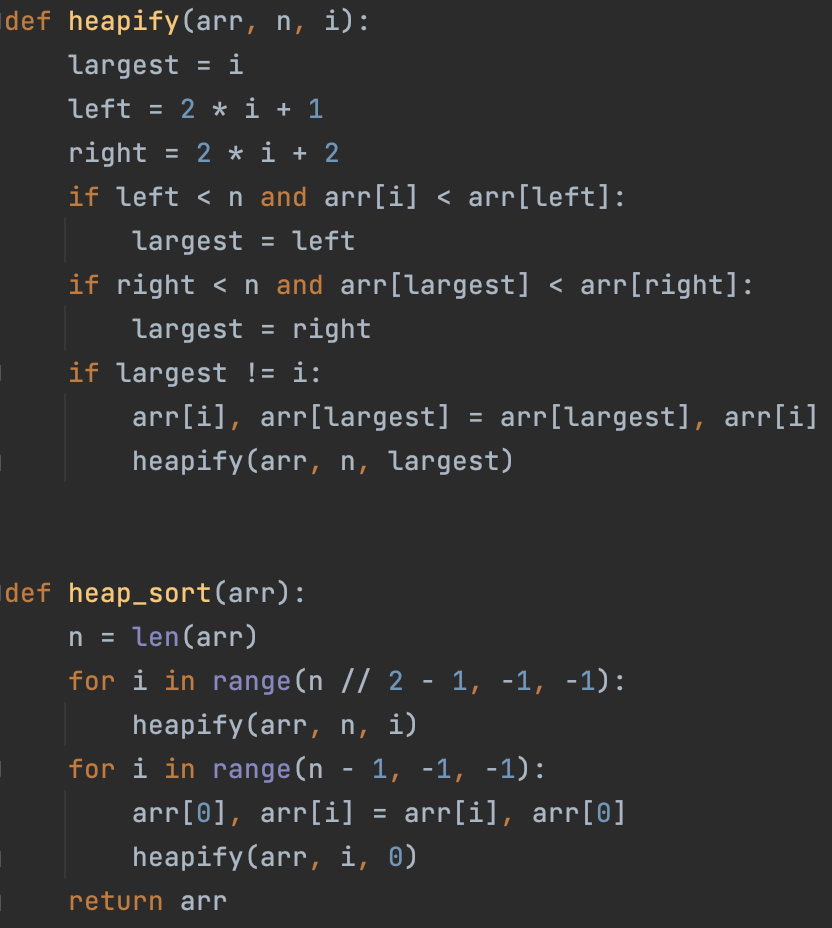 def heapify(arr, n, i):
    largest = i
    left = 2 * i + 1
    right = 2 * i + 2
    if left < n and arr[i] < arr[left]:
        largest = left
    if right < n and arr[largest] < arr[right]:
        largest = right
    if largest != i:
        arr[i], arr[largest] = arr[largest], arr[i]
        heapify(arr, n, largest)
def heap_sort(arr):
    n = len(arr)
    for i in range(n // 2 - 1, -1, -1):
        heapify(arr, n, i)
    for i in range(n - 1, -1, -1):
        arr[0], arr[i] = arr[i], arr[0]
        heapify(arr, i, 0)
    return arr